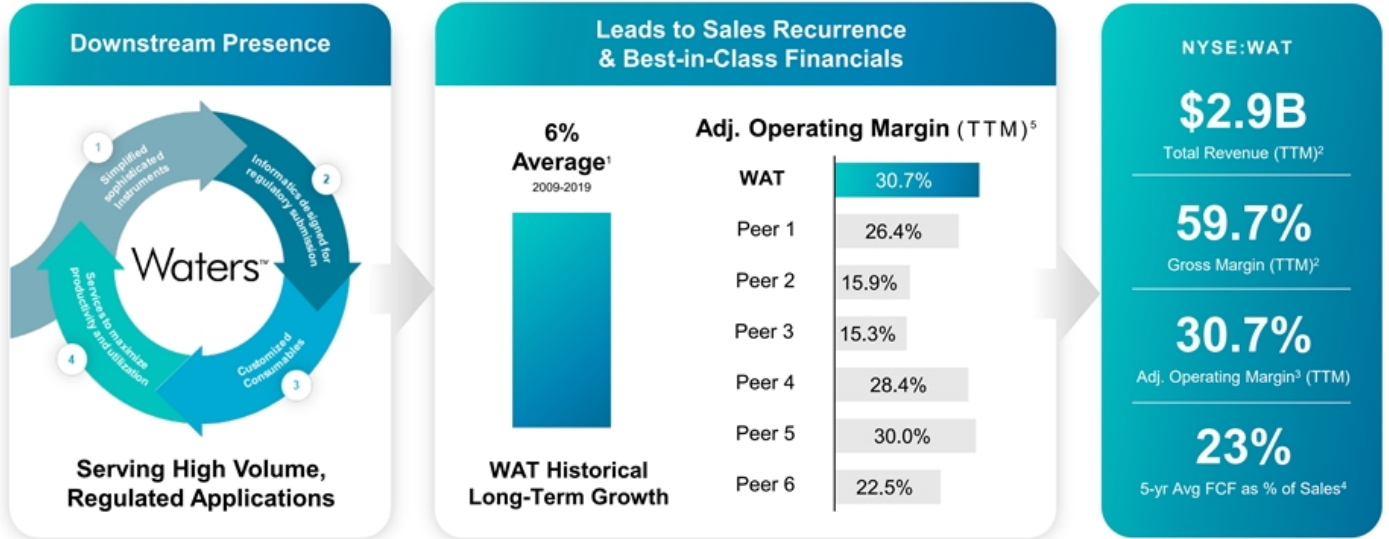 Downstream Presence
1
Simplified
sophisticated
Instruments
2
Informatics designed for
regulatory submission
Waters™
3
Customized
Consumables
4
Services to maximize
productivity and utilization
Serving High Volume,
Regulated Applications
Leads to Sales Recurrence
& Best-in-Class Financials
6%
Average¹
2009-2019
WAT Historical
Long-Term Growth
Adj. Operating Margin (TTM)⁵
WAT 30.7%
Peer 1 26.4%
Peer 2 15.9%
Peer 3 15.3%
Peer 4 28.4%
Peer 5 30.0%
Peer 6 22.5%
NYSE:WAT
$2.9B
Total Revenue (TTM)²
59.7%
Gross Margin (TTM)²
30.7%
Adj. Operating Margin³ (TTM)
23%
5-yr Avg FCF as % of Sales⁴